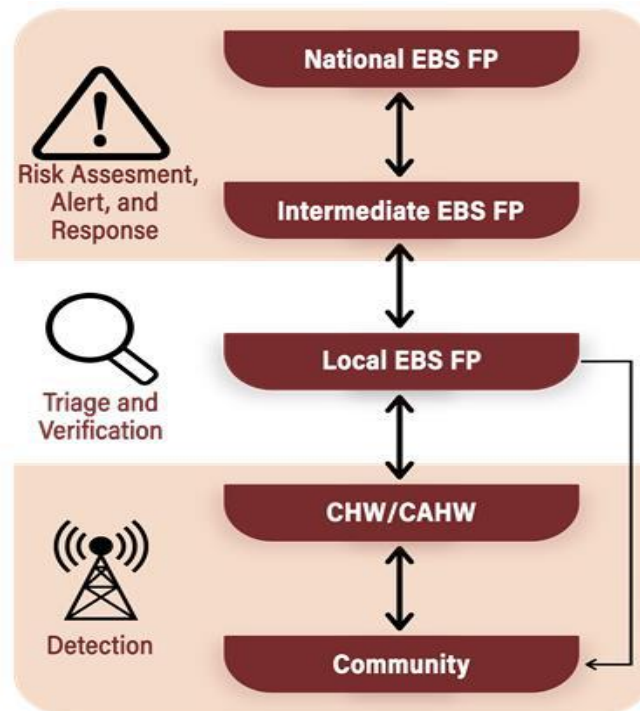 National EBS FP
Risk Assesment,
Alert, and
Response
Intermediate EBS FP
Local EBS FP
Triage and
Verification
CHW/CAHW
Detection
Community